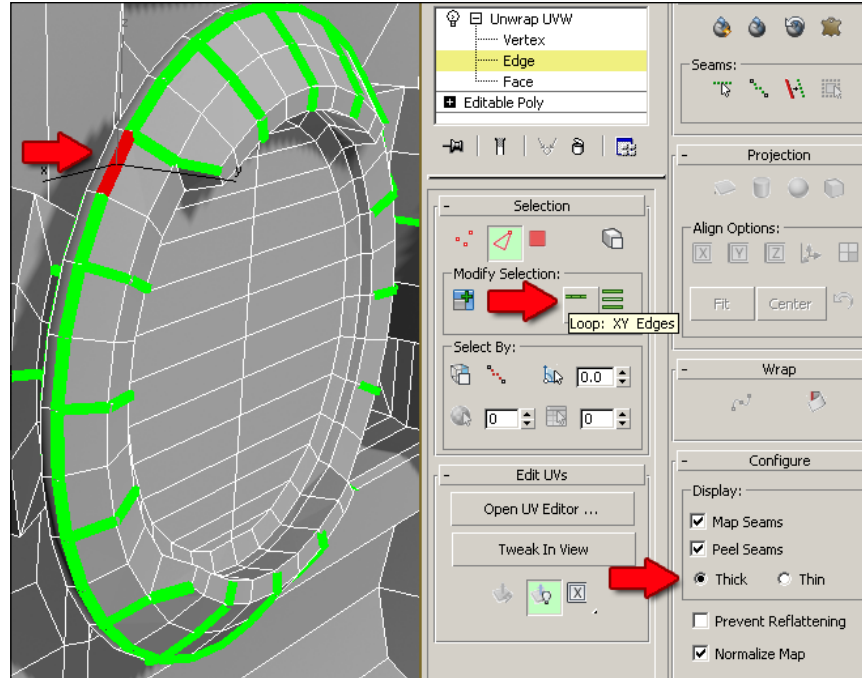 z
x
y
Unwrap UVW
Vertex
Edge
Face
Editable Poly
Selection
Modify Selection:
Loop: XY Edges
Select By:
0.0
0
0
Edit UVs
Open UV Editor ...
Tweak In View
X
Seams:
Projection
Align Options:
X Y Z
Fit Center
Wrap
Configure
Display:
Map Seams
Peel Seams
Thick Thin
Prevent Reflattening
Normalize Map